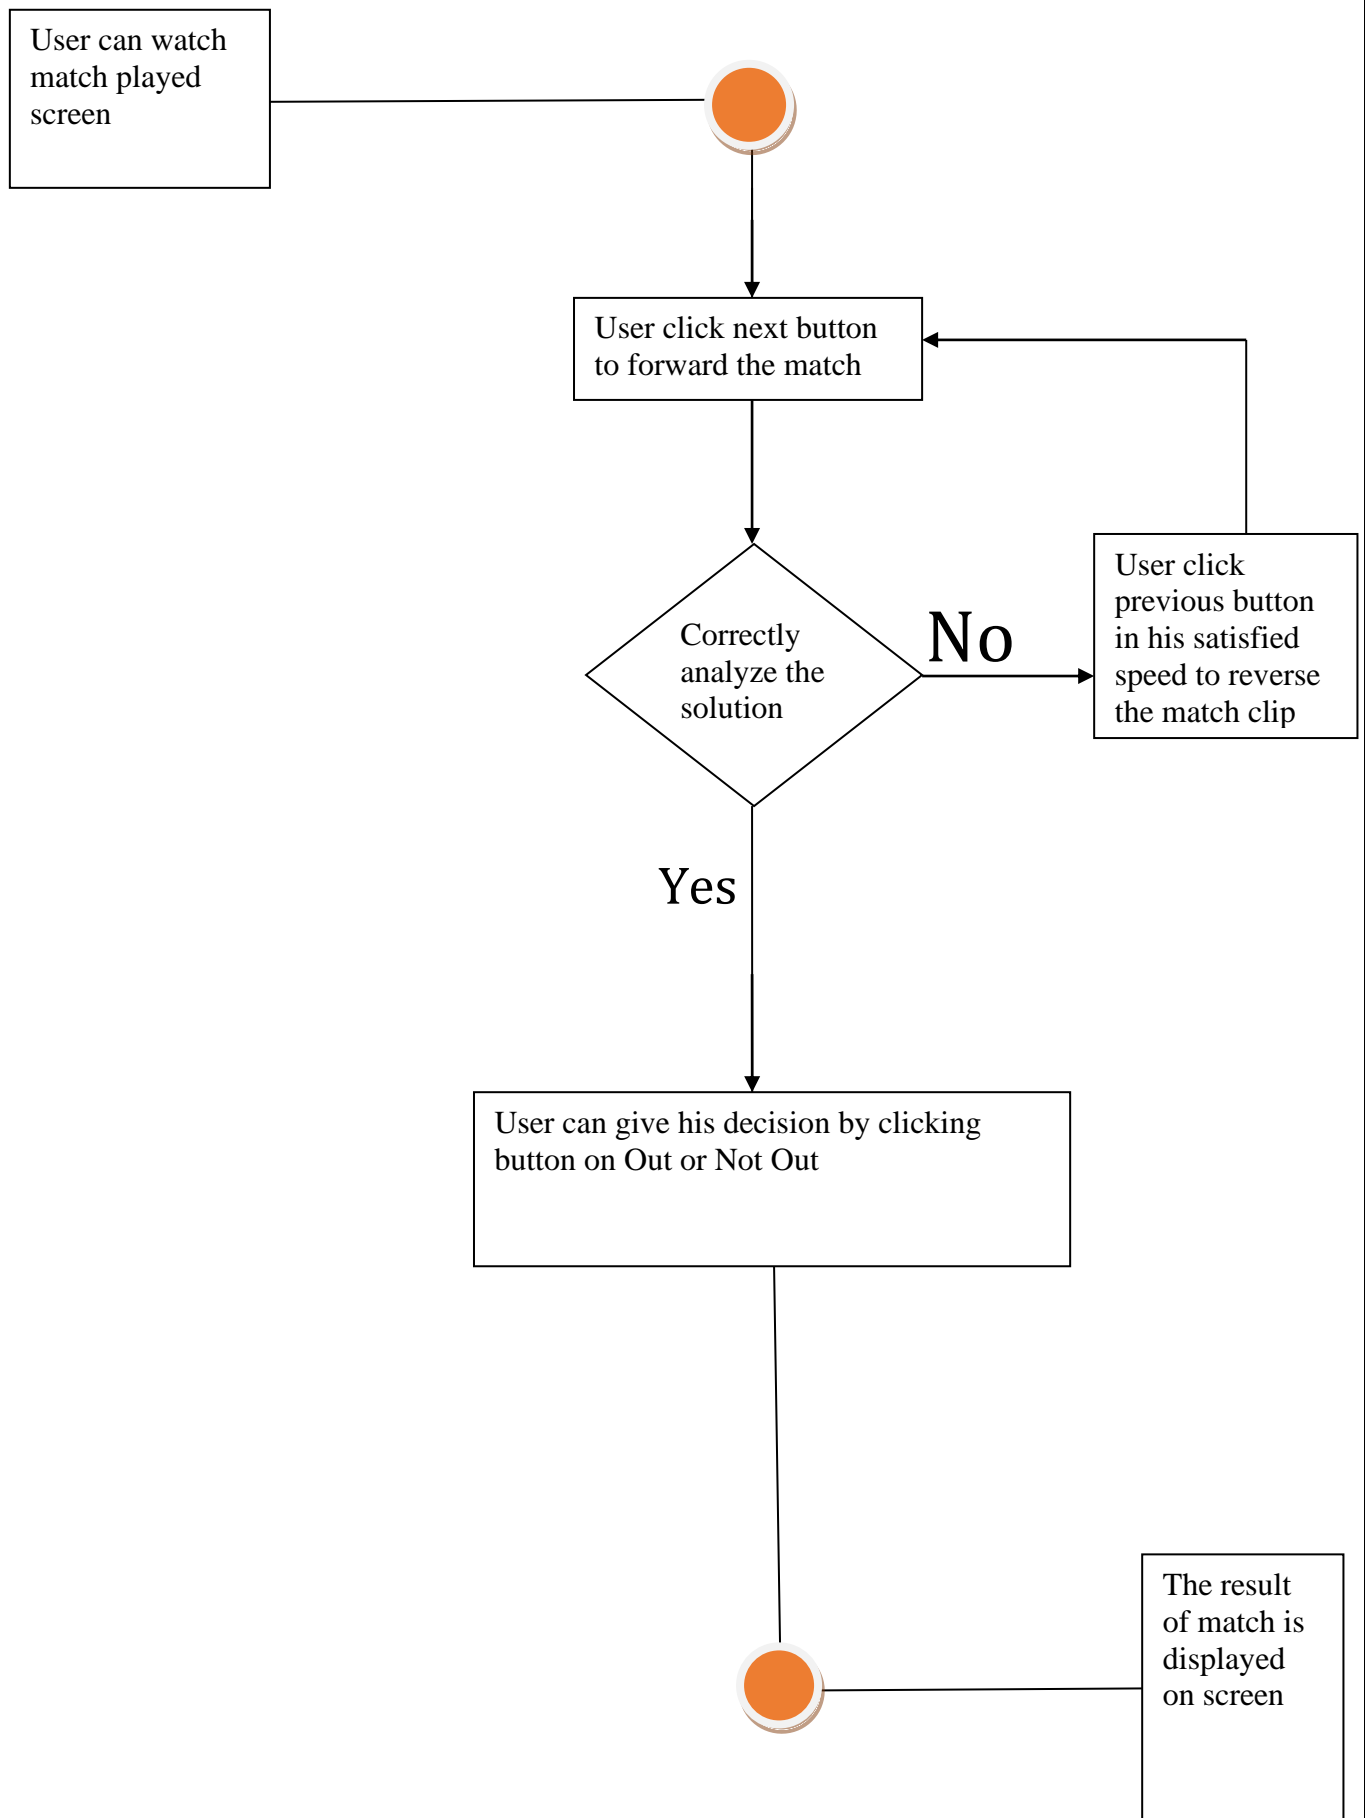 User can watch
match played
screen
User click next button
to forward the match
Correctly
analyze the
solution
No
User click
previous button
in his satisfied
speed to reverse
the match clip
Yes
User can give his decision by clicking
button on Out or Not Out
The result
of match is
displayed
on screen